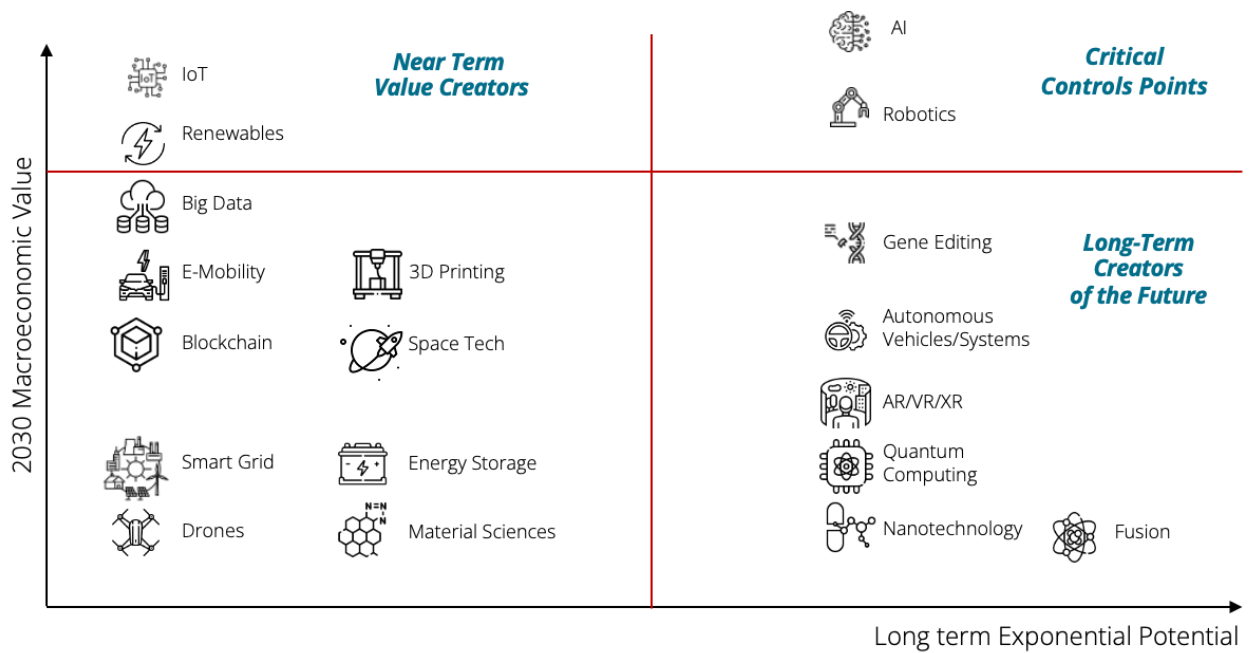 AI
Near Term
Value Creators
Critical
Controls Points
IoT
IoT
Robotics
Renewables
2030 Macroeconomic Value
Big Data
Gene Editing
Long-Term
Creators
of the Future
E-Mobility
3D Printing
Autonomous
Vehicles/Systems
Blockchain
Space Tech
AR/VR/XR
Smart Grid
Energy Storage
Quantum
Computing
N=N
N
Drones
Material Sciences
Nanotechnology
Fusion
Long term Exponential Potential